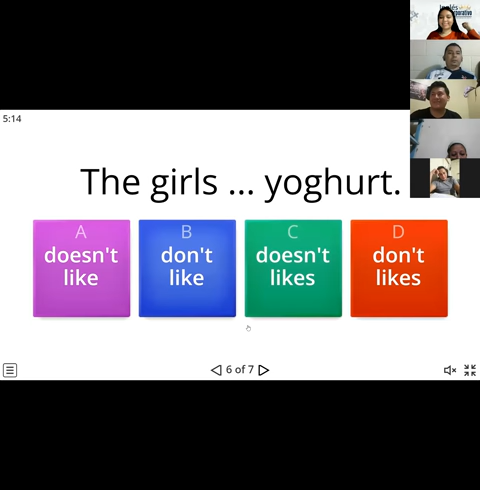 5:14
The girls ... yoghurt.
A
doesn't
like
B
don't
like
C
doesn't
likes
D
don't
likes
6 of 7